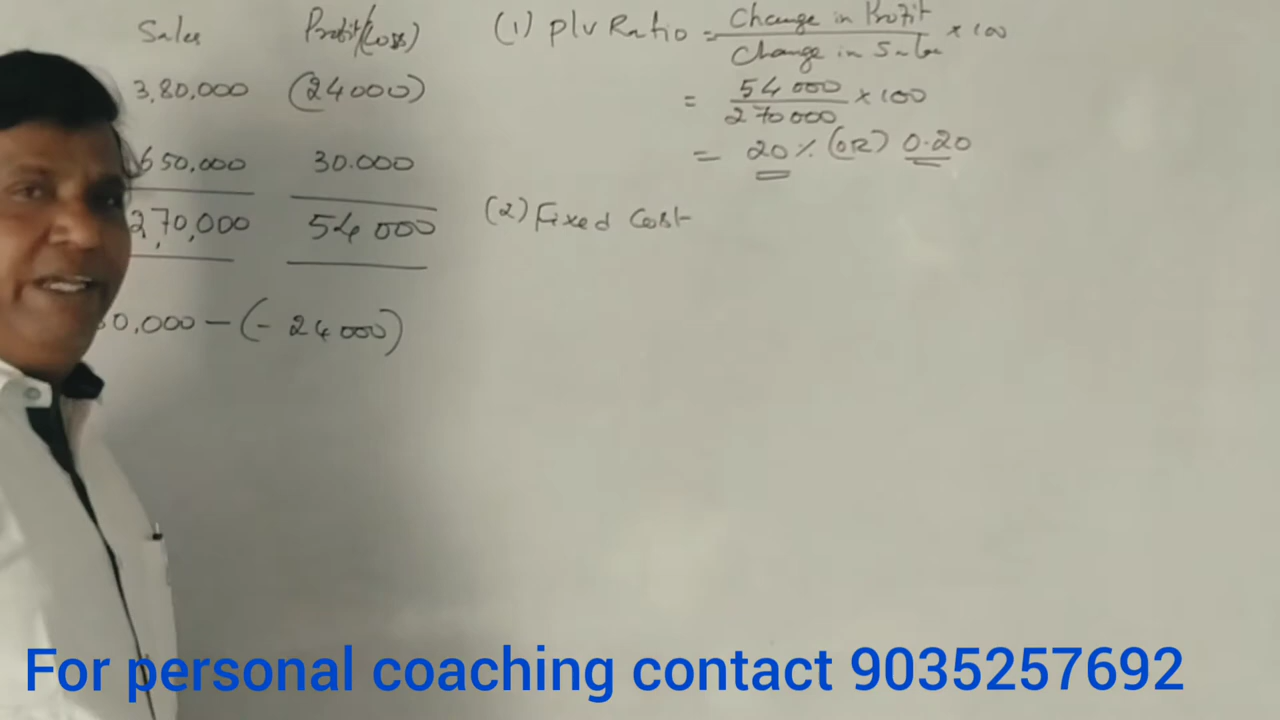 Sales Profit/(Loss)
3,80,000 (24000)
650,000 30.000
2,70,000 54000
0,000 - (- 24000)
(1) P/v Ratio = Change in Profit / Change in Sales × 100
= 54000 / 270000 × 100
= 20% (OR) 0.20
(2) Fixed Cost
For personal coaching contact 9035257692